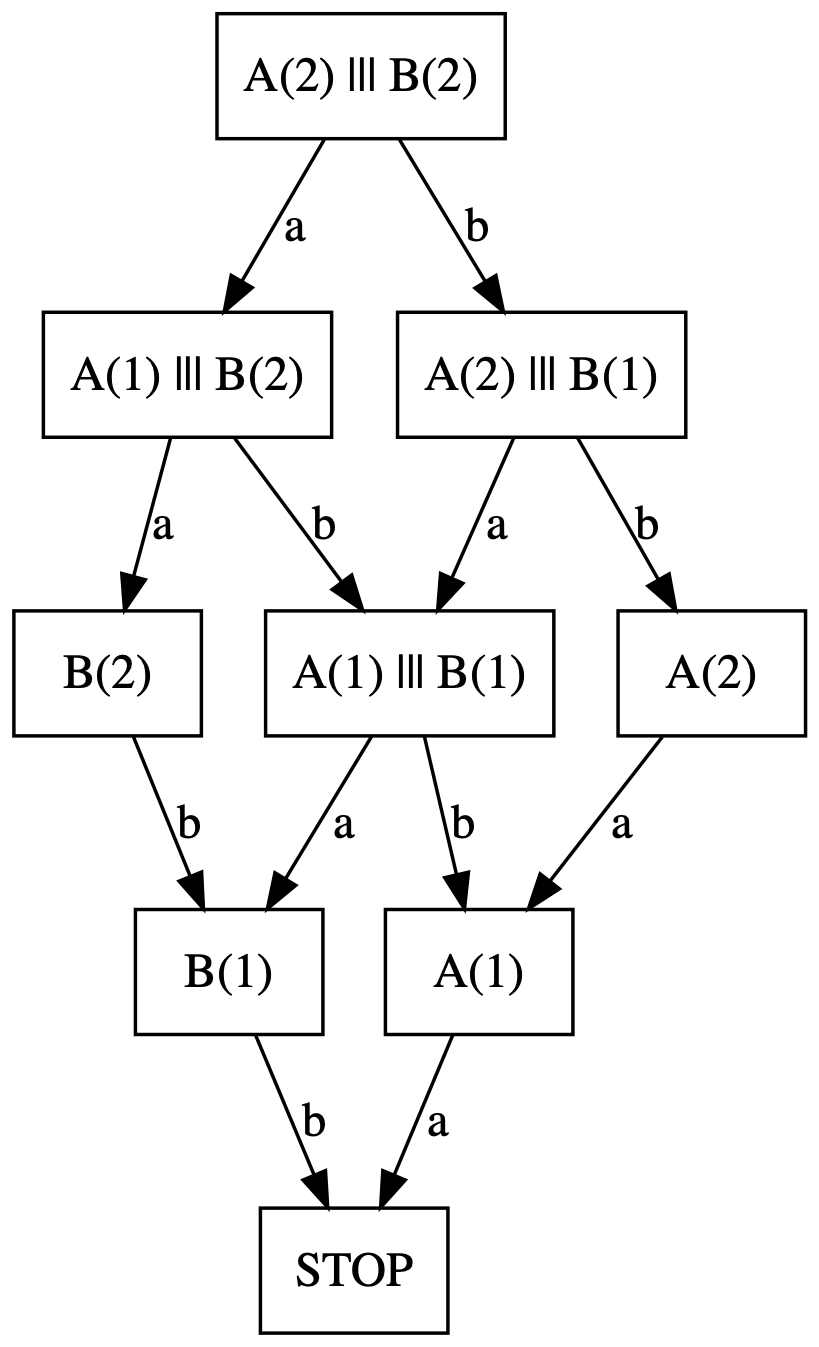 A(2) ||| B(2)
a
b
A(1) ||| B(2)
A(2) ||| B(1)
a
b
a
b
B(2)
A(1) ||| B(1)
A(2)
b
a
b
a
B(1)
A(1)
b
a
STOP